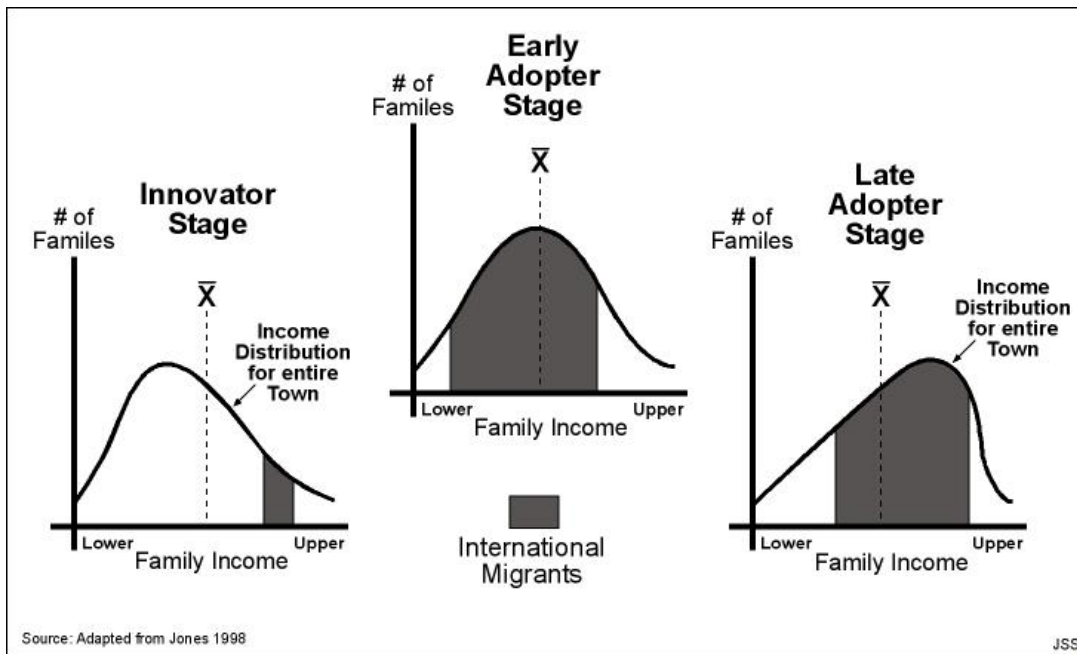 Innovator
Stage
# of
Familes
X̅
Income
Distribution
for entire
Town
Lower
Upper
Family Income
Early
Adopter
Stage
# of
Familes
X̅
Lower
Upper
Family Income
International
Migrants
Late
Adopter
Stage
# of
Familes
X̅
Income
Distribution
for entire
Town
Lower
Upper
Family Income
Source: Adapted from Jones 1998
JSS